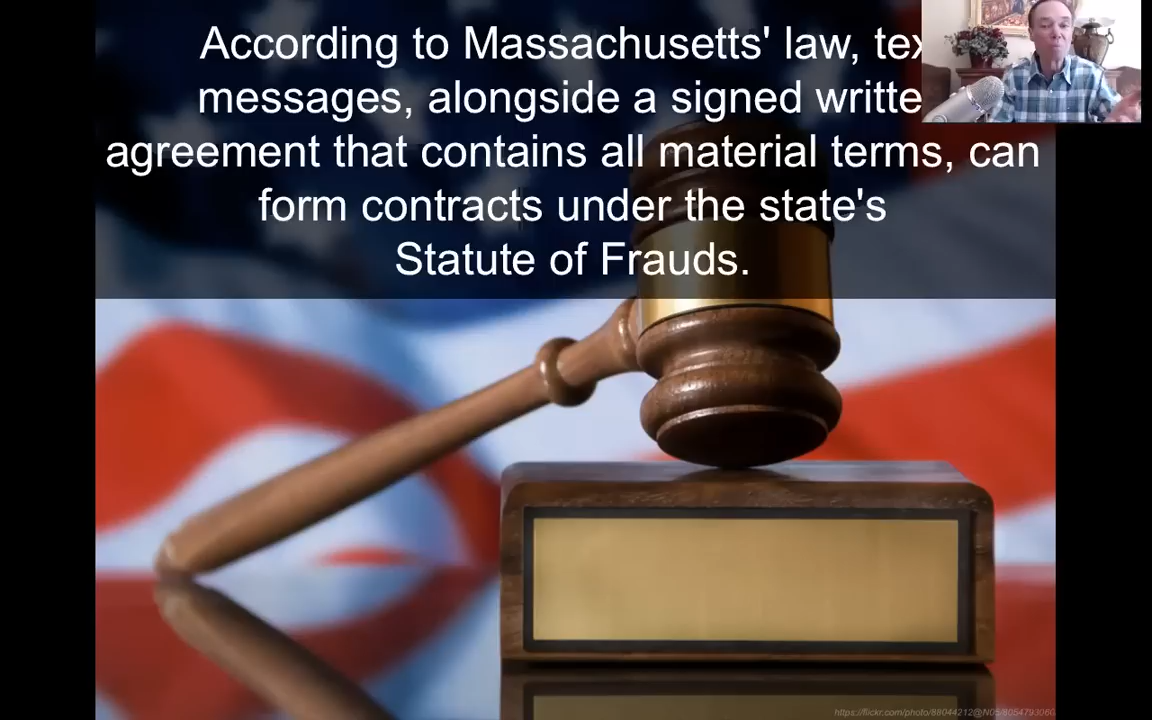 According to Massachusetts' law, tex
messages, alongside a signed writte
agreement that contains all material terms, can
form contracts under the state's
Statute of Frauds.